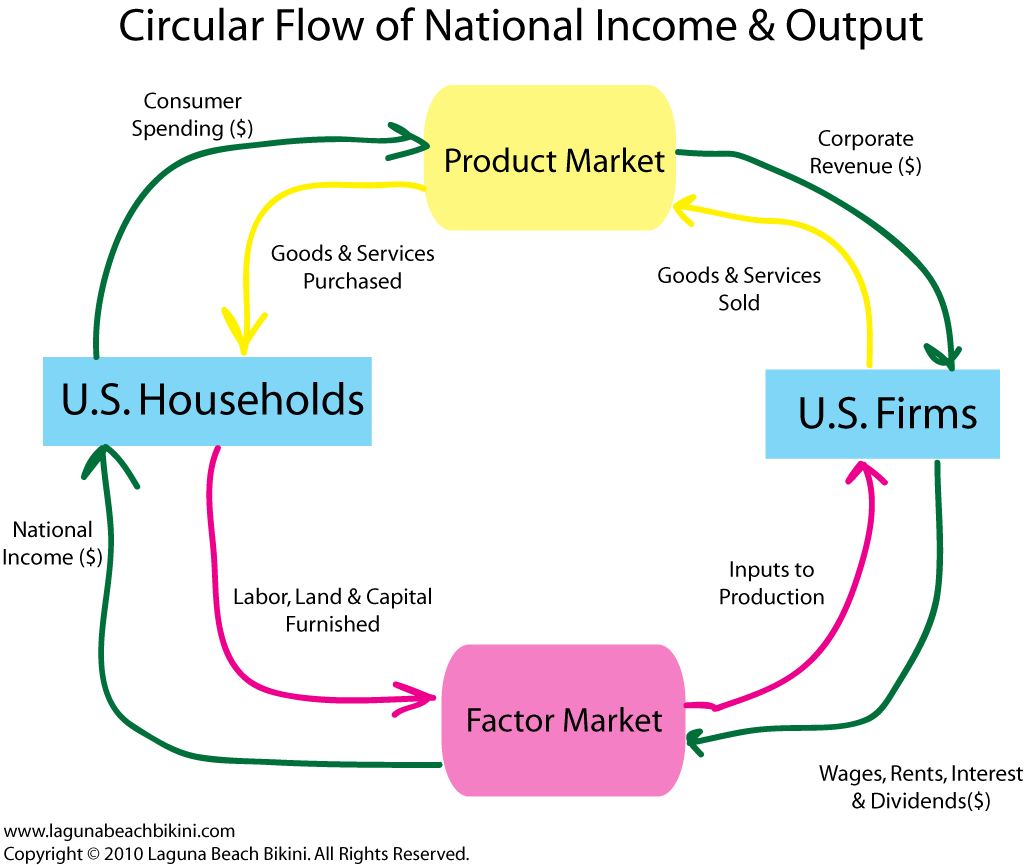 Circular Flow of National Income & Output
Consumer
Spending ($)
Product Market
Corporate
Revenue ($)
Goods & Services
Purchased
Goods & Services
Sold
U.S. Households
U.S. Firms
National
Income ($)
Labor, Land & Capital
Furnished
Inputs to
Production
Factor Market
Wages, Rents, Interest
& Dividends($)
www.lagunabeachbikini.com
Copyright © 2010 Laguna Beach Bikini. All Rights Reserved.